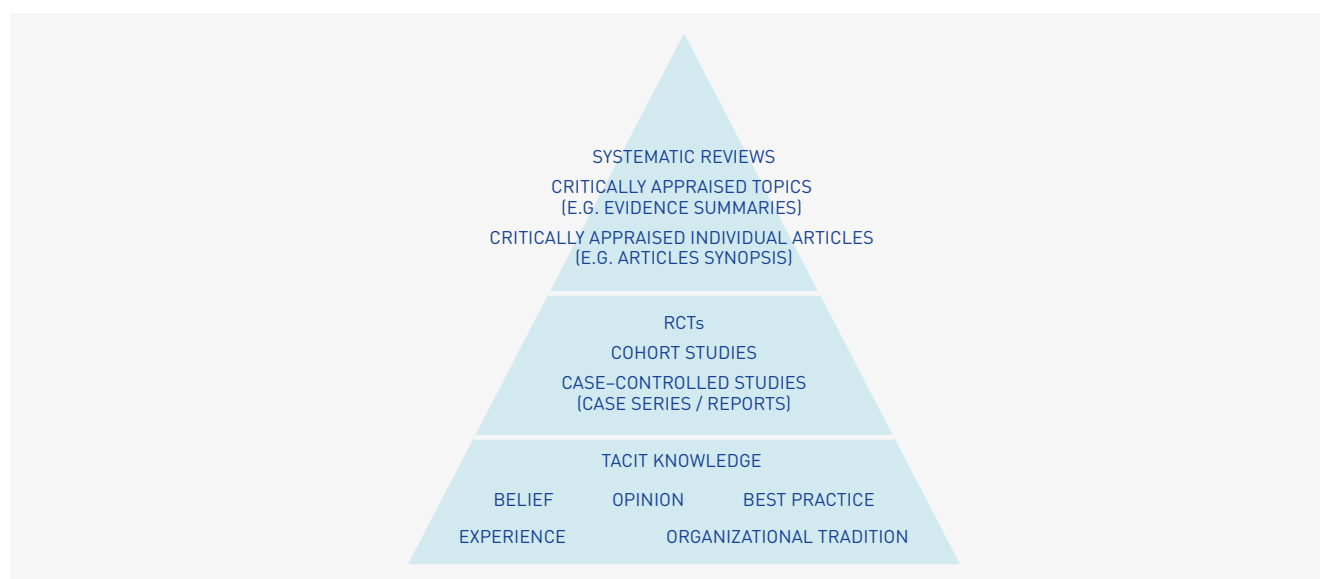 SYSTEMATIC REVIEWS
CRITICALLY APPRAISED TOPICS
(E.G. EVIDENCE SUMMARIES)
CRITICALLY APPRAISED INDIVIDUAL ARTICLES
(E.G. ARTICLES SYNOPSIS)
RCTs
COHORT STUDIES
CASE–CONTROLLED STUDIES
(CASE SERIES / REPORTS)
TACIT KNOWLEDGE
BELIEF OPINION BEST PRACTICE
EXPERIENCE ORGANIZATIONAL TRADITION